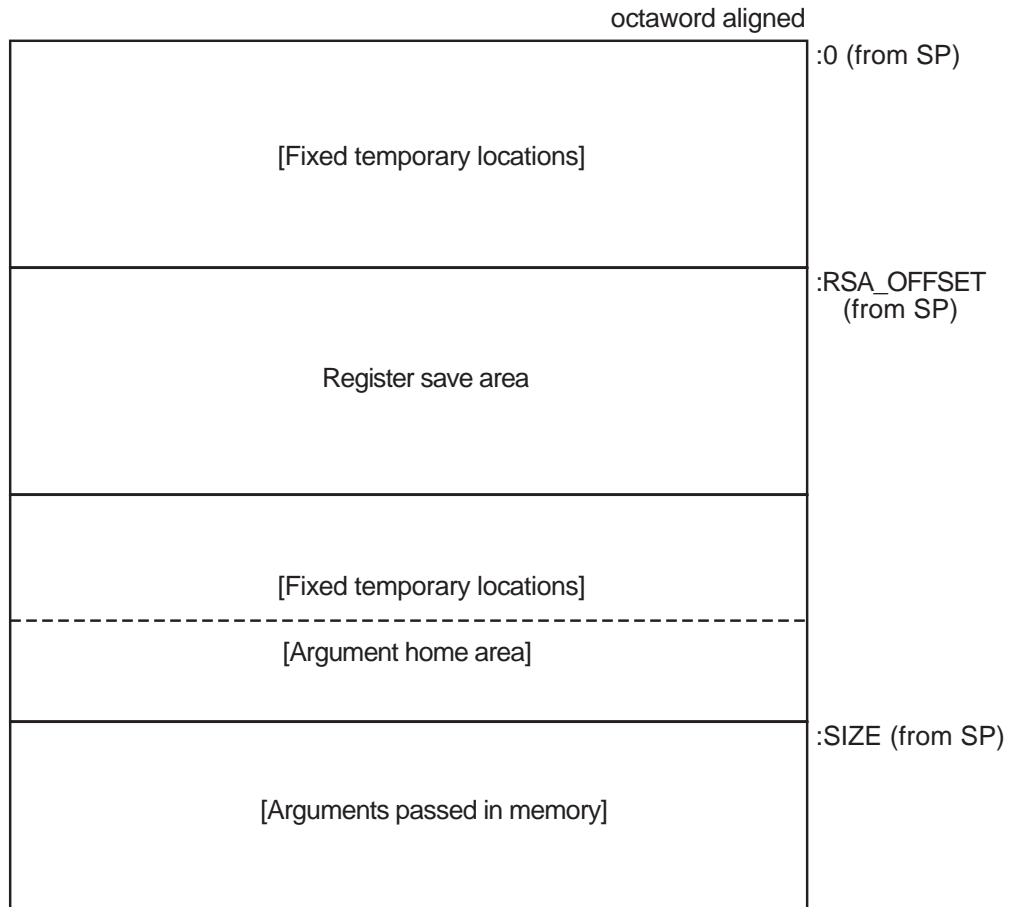 octaword aligned
:0 (from SP)
[Fixed temporary locations]
:RSA_OFFSET
(from SP)
Register save area
[Fixed temporary locations]
[Argument home area]
:SIZE (from SP)
[Arguments passed in memory]